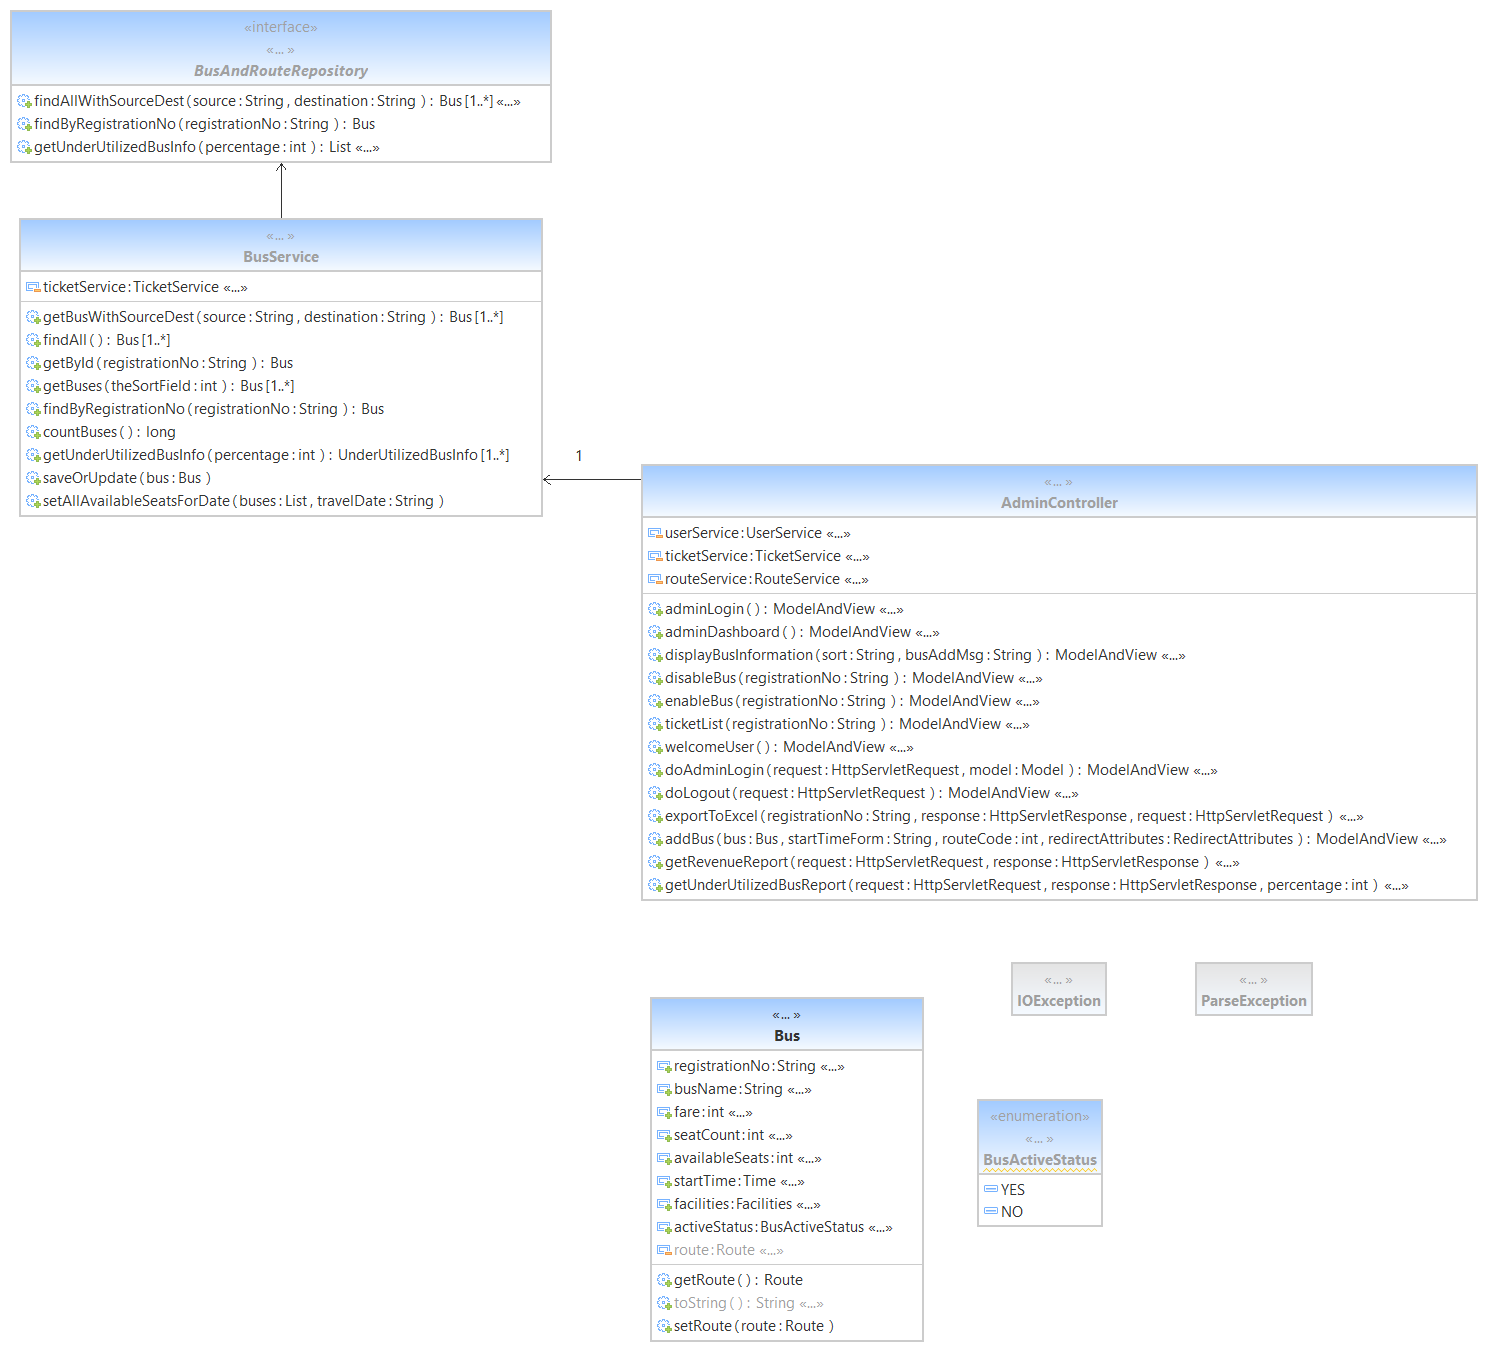 «interface»
«... »
BusAndRouteRepository
findAllWithSourceDest(source:String, destination:String ): Bus[1..*]«...»
findByRegistrationNo(registrationNo:String ): Bus
getUnderUtilizedBusInfo(percentage:int ): List «...»
«... »
BusService
ticketService:TicketService «...»
getBusWithSourceDest(source:String, destination:String ): Bus[1..*]
findAll(): Bus[1..*]
getById(registrationNo:String ): Bus
getBuses(theSortField:int ): Bus[1..*]
findByRegistrationNo(registrationNo:String ): Bus
countBuses(): long
getUnderUtilizedBusInfo(percentage:int ): UnderUtilizedBusInfo[1..*]
saveOrUpdate(bus:Bus )
setAllAvailableSeatsForDate(buses:List, travelDate:String )
1
«... »
AdminController
userService:UserService «...»
ticketService:TicketService «...»
routeService:RouteService «...»
adminLogin(): ModelAndView «...»
adminDashboard(): ModelAndView «...»
displayBusInformation(sort:String, busAddMsg:String ): ModelAndView «...»
disableBus(registrationNo:String ): ModelAndView «...»
enableBus(registrationNo:String ): ModelAndView «...»
ticketList(registrationNo:String ): ModelAndView «...»
welcomeUser(): ModelAndView «...»
doAdminLogin(request:HttpServletRequest, model:Model ): ModelAndView «...»
doLogout(request:HttpServletRequest ): ModelAndView «...»
exportToExcel(registrationNo:String, response:HttpServletResponse, request:HttpServletRequest ) «...»
addBus(bus:Bus, startTimeForm:String, routeCode:int, redirectAttributes:RedirectAttributes ): ModelAndView «...»
getRevenueReport(request:HttpServletRequest, response:HttpServletResponse ) «...»
getUnderUtilizedBusReport(request:HttpServletRequest, response:HttpServletResponse, percentage:int ) «...»
«... »
IOException
«... »
ParseException
«... »
Bus
registrationNo:String «...»
busName:String «...»
fare:int «...»
seatCount:int «...»
availableSeats:int «...»
startTime:Time «...»
facilities:Facilities «...»
activeStatus:BusActiveStatus «...»
route:Route «...»
getRoute(): Route
toString(): String «...»
setRoute(route:Route )
«enumeration»
«... »
BusActiveStatus
YES
NO